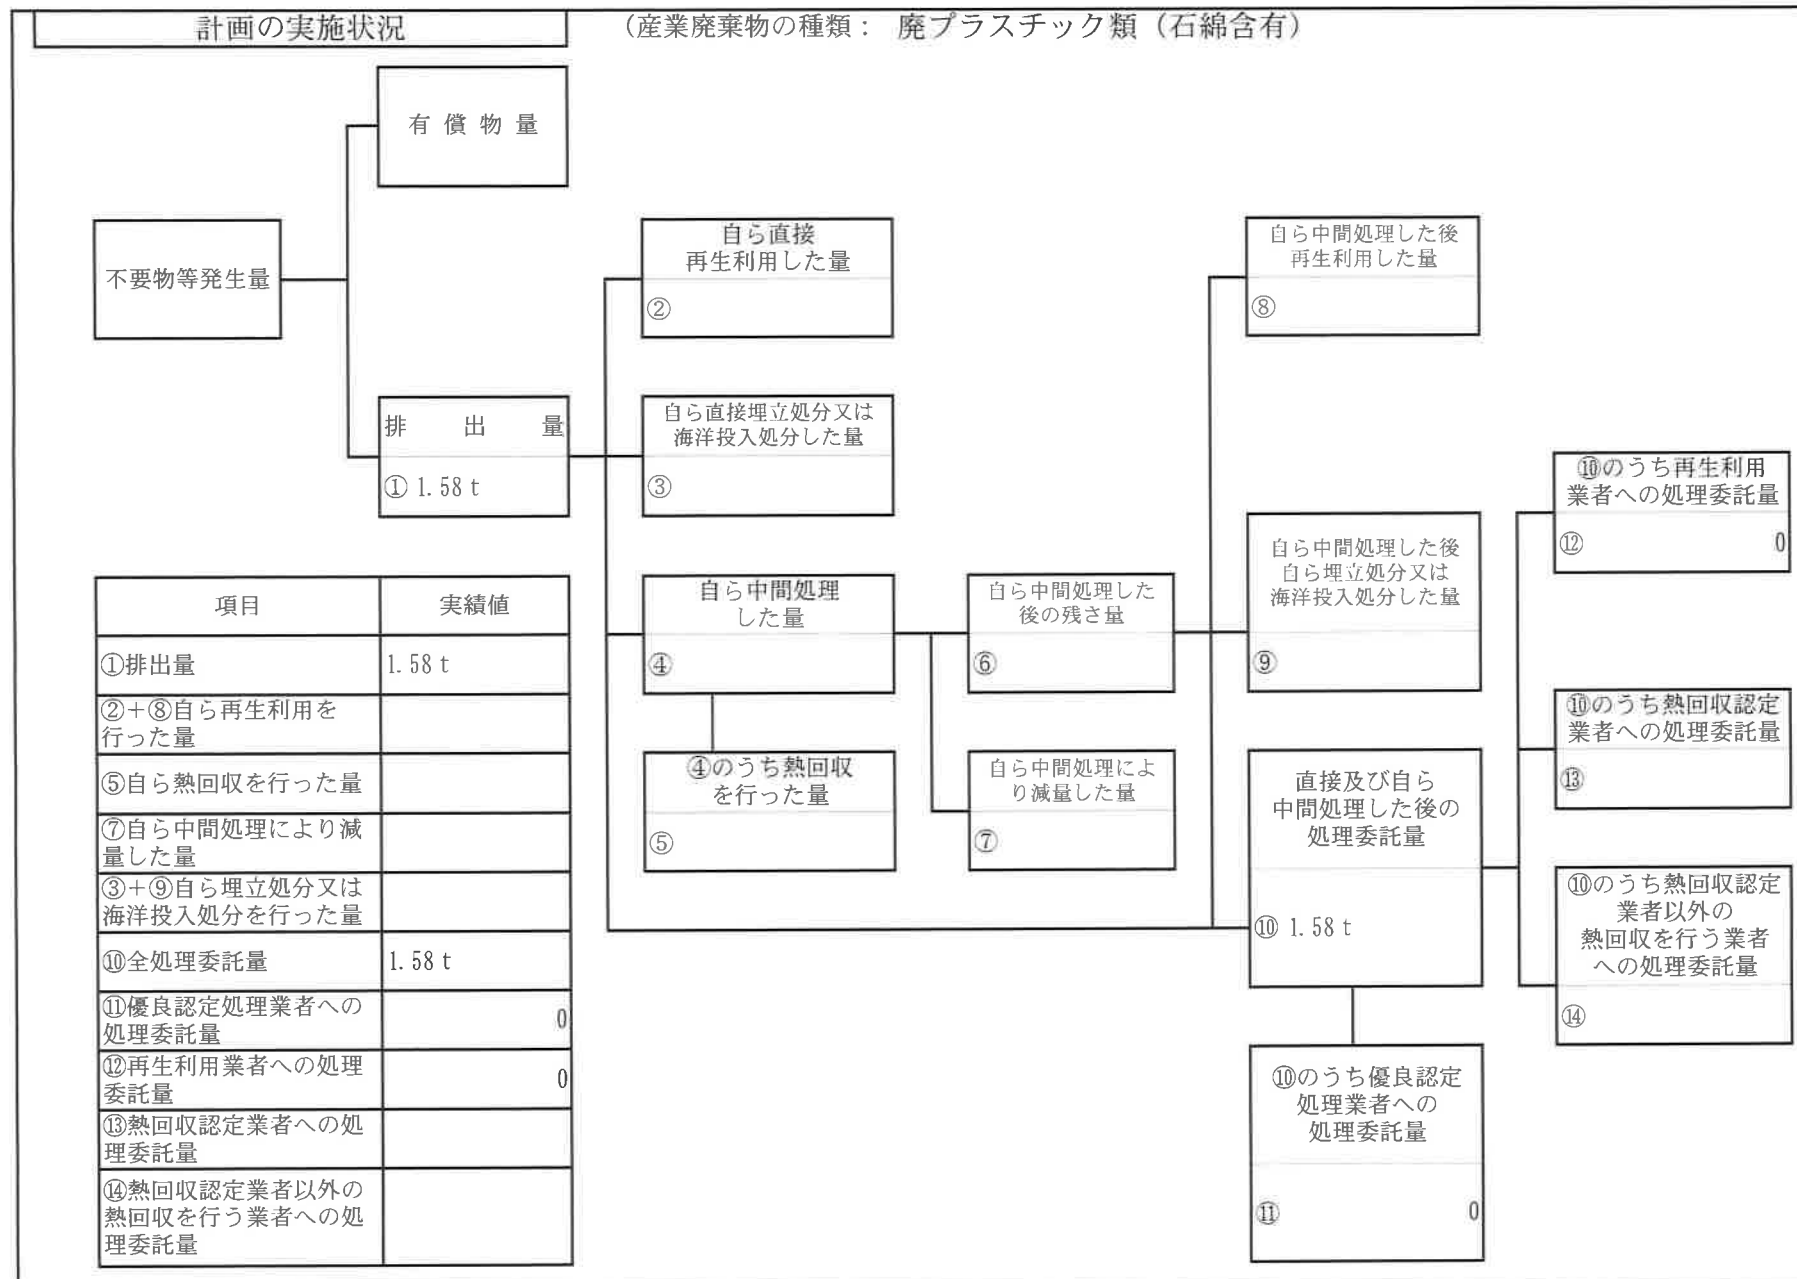 計画の実施状況
(産業廃棄物の種類： 廃プラスチック類（石綿含有）
有 償 物 量
不要物等発生量
排 出 量
① 1.58 t
自ら直接
再生利用した量
②
自ら直接埋立処分又は
海洋投入処分した量
③
自ら中間処理
した量
④
④のうち熱回収
を行った量
⑤
自ら中間処理した
後の残さ量
⑥
自ら中間処理によ
り減量した量
⑦
自ら中間処理した後
再生利用した量
⑧
自ら中間処理した後
自ら埋立処分又は
海洋投入処分した量
⑨
直接及び自ら
中間処理した後の
処理委託量
⑩ 1.58 t
⑩のうち優良認定
処理業者への
処理委託量
⑪ 0
⑩のうち再生利用
業者への処理委託量
⑫ 0
⑩のうち熱回収認定
業者への処理委託量
⑬
⑩のうち熱回収認定
業者以外の
熱回収を行う業者
への処理委託量
⑭
項目 実績値
①排出量 1.58 t
②＋⑧自ら再生利用を
行った量
⑤自ら熱回収を行った量
⑦自ら中間処理により減
量した量
③＋⑨自ら埋立処分又は
海洋投入処分を行った量
⑩全処理委託量 1.58 t
⑪優良認定処理業者への
処理委託量 0
⑫再生利用業者への処理
委託量 0
⑬熱回収認定業者への処
理委託量
⑭熱回収認定業者以外の
熱回収を行う業者への処
理委託量